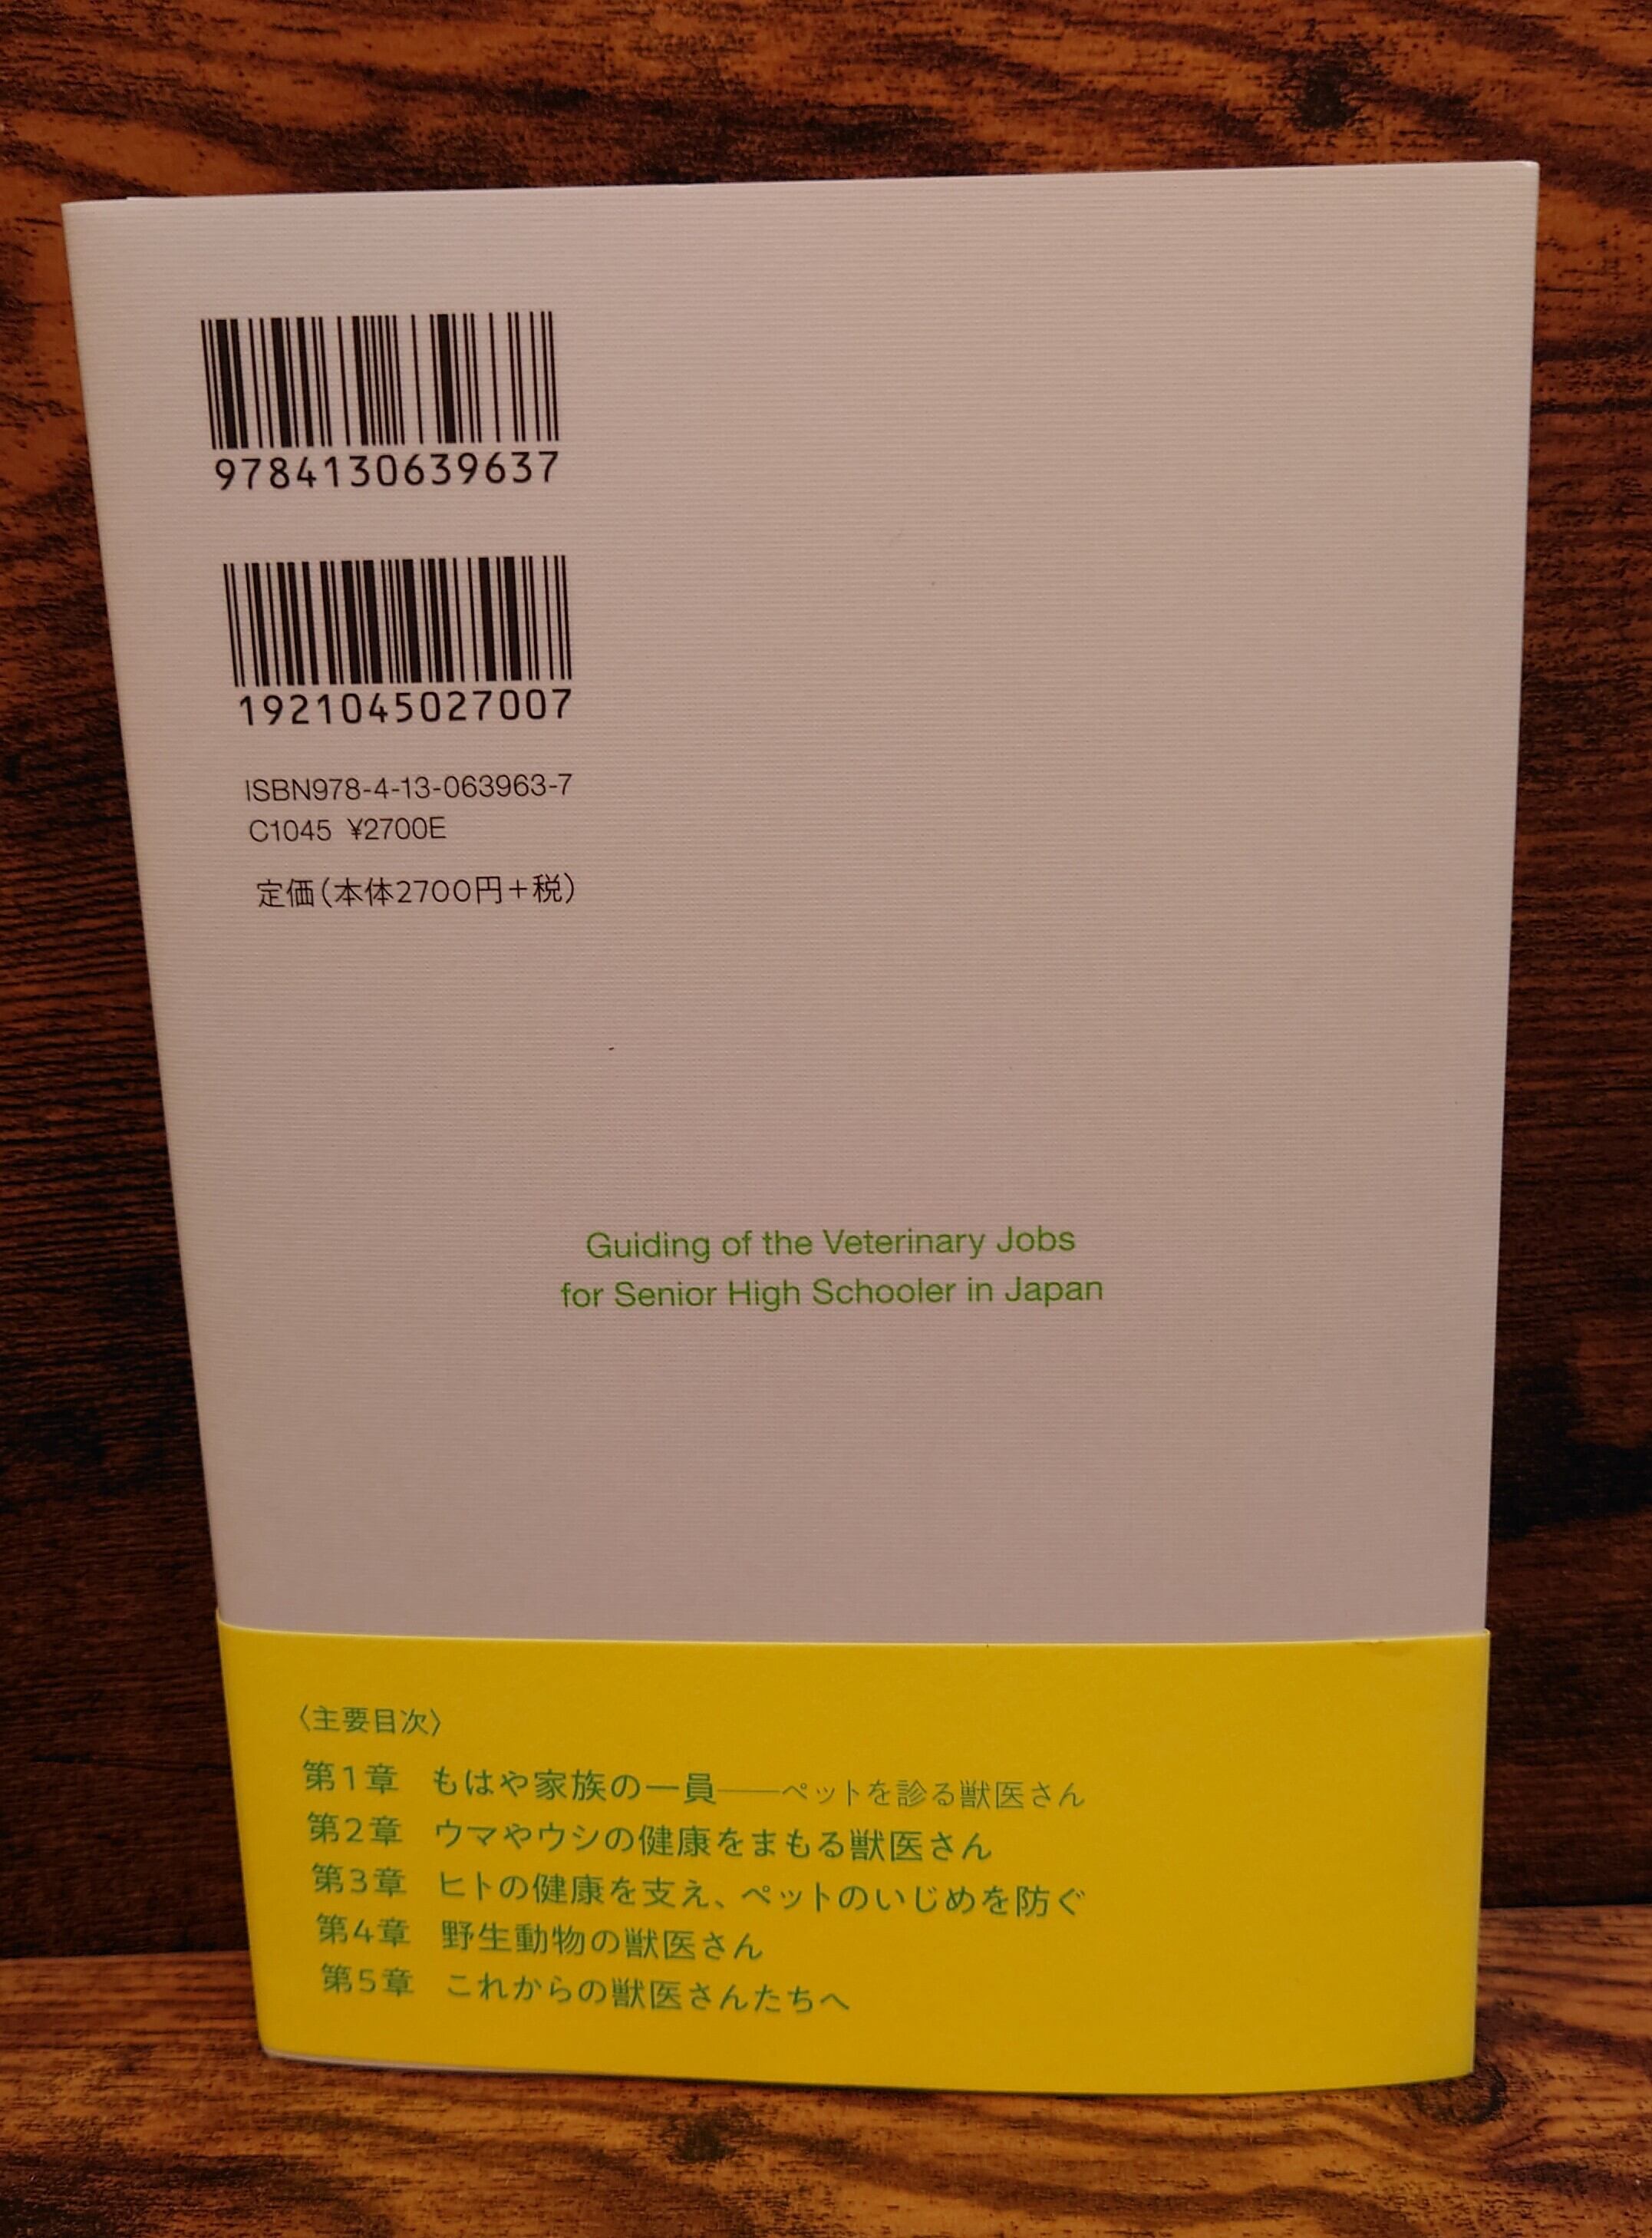 9784130639637
1921045027007
ISBN978-4-13-063963-7
C1045 ¥2700E
定価(本体2700円+税)
Guiding of the Veterinary Jobs
for Senior High Schooler in Japan
〈主要目次〉
第1章 もはや家族の一員――ペットを診る獣医さん
第2章 ウマやウシの健康をまもる獣医さん
第3章 ヒトの健康を支え、ペットのいじめを防ぐ
第4章 野生動物の獣医さん
第5章 これからの獣医さんたちへ